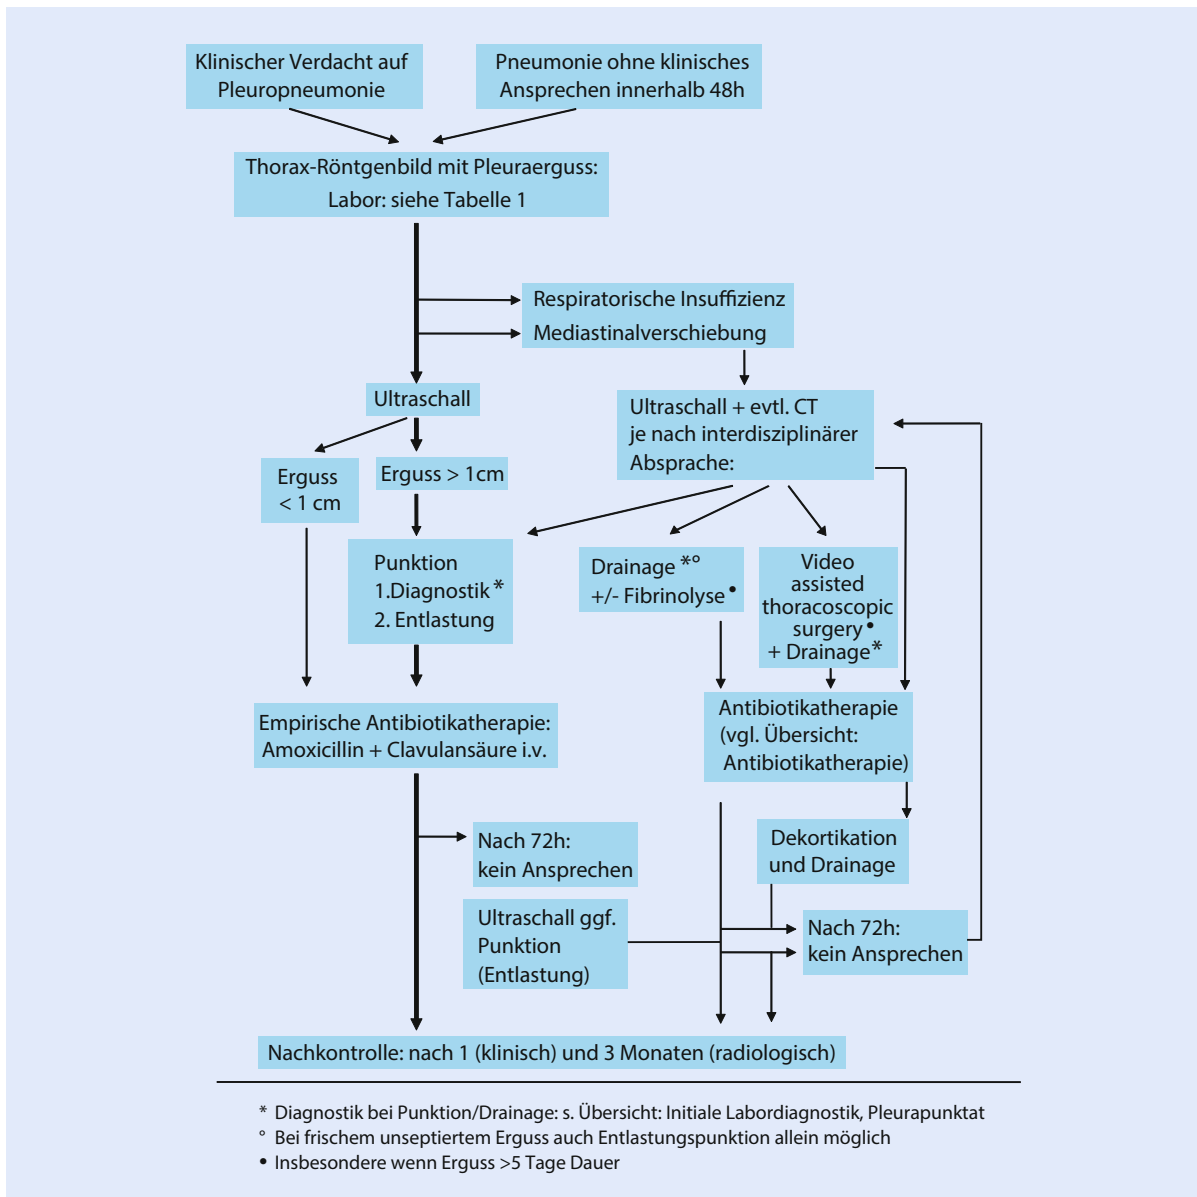 Klinischer Verdacht auf
Pleuropneumonie
Pneumonie ohne klinisches
Ansprechen innerhalb 48h
Thorax-Röntgenbild mit Pleuraerguss:
Labor: siehe Tabelle 1
Respiratorische Insuffizienz
Mediastinalverschiebung
Ultraschall
Ultraschall + evtl. CT
je nach interdisziplinärer
Absprache:
Erguss
< 1 cm
Erguss > 1cm
Punktion
1.Diagnostik*
2. Entlastung
Drainage *°
+/- Fibrinolyse•
Video
assisted
thoracoscopic
surgery•
+ Drainage*
Empirische Antibiotikatherapie:
Amoxicillin + Clavulansäure i.v.
Antibiotikatherapie
(vgl. Übersicht:
Antibiotikatherapie)
Nach 72h:
kein Ansprechen
Dekortikation
und Drainage
Ultraschall ggf.
Punktion
(Entlastung)
Nach 72h:
kein Ansprechen
Nachkontrolle: nach 1 (klinisch) und 3 Monaten (radiologisch)
* Diagnostik bei Punktion/Drainage: s. Übersicht: Initiale Labordiagnostik, Pleurapunktat
° Bei frischem unseptiertem Erguss auch Entlastungspunktion allein möglich
• Insbesondere wenn Erguss >5 Tage Dauer